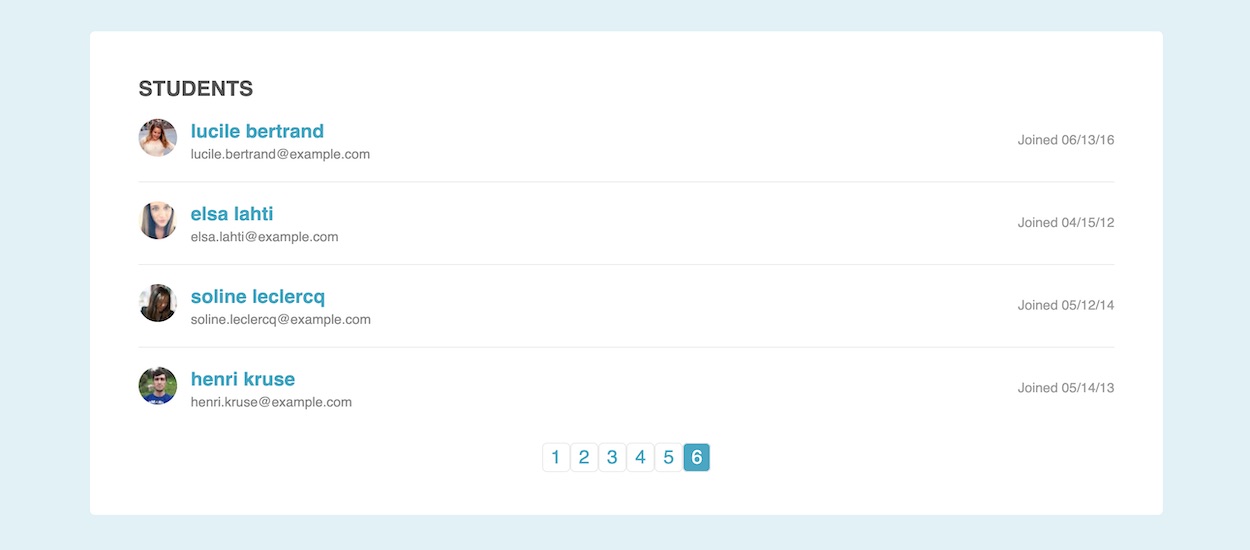 STUDENTS
lucile bertrand
lucile.bertrand@example.com
Joined 06/13/16
elsa lahti
elsa.lahti@example.com
Joined 04/15/12
soline leclercq
soline.leclercq@example.com
Joined 05/12/14
henri kruse
henri.kruse@example.com
Joined 05/14/13
1 2 3 4 5 6